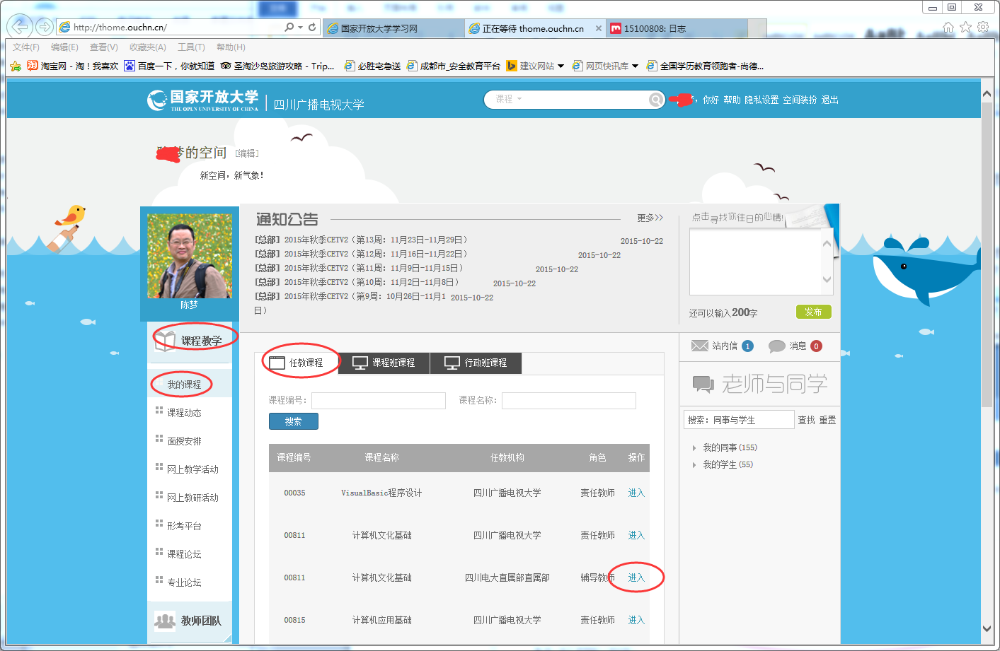 http://thome.ouchn.cn/
国家开放大学学习网
正在等待 thome.ouchn.cn
15100808: 日志
文件(F) 编辑(E) 查看(V) 收藏夹(A) 工具(T) 帮助(H)
淘宝网 - 淘！我喜欢 百度一下，你就知道 圣淘沙岛旅游攻略 - Trip... 必胜宅急送 成都市_安全教育平台 建议网站 网页快讯库 全国学历教育领跑者-尚德...
国家开放大学
THE OPEN UNIVERSITY OF CHINA
四川广播电视大学
课程
，你好 帮助 隐私设置 空间装扮 退出
梦的空间 [编辑]
新空间，新气象！
陈梦
通知公告
更多>>
[总部] 2015年秋季CETV2（第13周：11月23日-11月29日） 2015-10-22
[总部] 2015年秋季CETV2（第12周：11月16日-11月22日） 2015-10-22
[总部] 2015年秋季CETV2（第11周：11月9日-11月15日） 2015-10-22
[总部] 2015年秋季CETV2（第10周：11月2日-11月8日） 2015-10-22
[总部] 2015年秋季CETV2（第9周：10月26日-11月1 2015-10-22
日）
点击寻找你往日的心情!
还可以输入200字
发布
课程教学
我的课程
课程动态
面授安排
网上教学活动
网上教研活动
形考平台
课程论坛
专业论坛
教师团队
任教课程 课程班课程 行政班课程
课程编号： 课程名称：
搜索
课程编号 课程名称 任教机构 角色 操作
00035 VisualBasic程序设计 四川广播电视大学 责任教师 进入
00811 计算机文化基础 四川广播电视大学 责任教师 进入
00811 计算机文化基础 四川电大直属部直属部 辅导教师 进入
00815 计算机应用基础 四川广播电视大学 责任教师 进入
站内信 1 消息 0
老师与同学
搜索：同事与学生 查找 重置
我的同事(155)
我的学生(55)